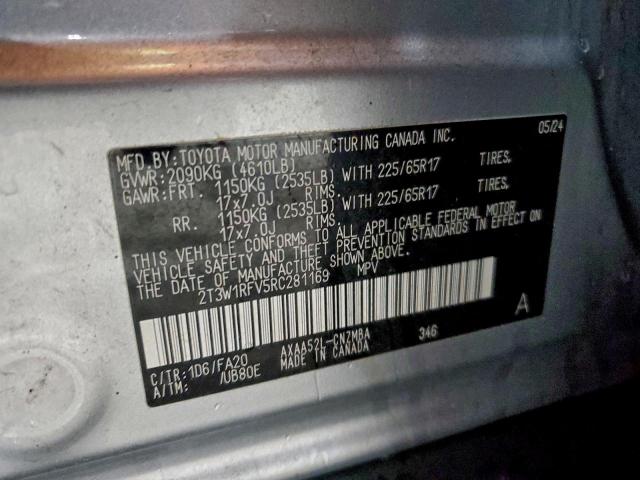 MFD.BY:TOYOTA MOTOR MANUFACTURING CANADA INC. 05/24
GVWR:2090KG (4610LB)
GAWR:FRT. 1150KG (2535LB) WITH 225/65R17 TIRES.
17x7.0J RIMS.
RR. 1150KG (2535LB) WITH 225/65R17 TIRES.
17x7.0J RIMS.
THIS VEHICLE CONFORMS TO ALL APPLICABLE FEDERAL MOTOR
VEHICLE SAFETY AND THEFT PREVENTION STANDARDS IN EFFECT ON
THE DATE OF MANUFACTURE SHOWN ABOVE.
2T3W1RFV5RC281169 MPV
A
C/TR:1D6/FA20 AXAA52L-CNZMBA 346
A/TM: /UB80E MADE IN CANADA